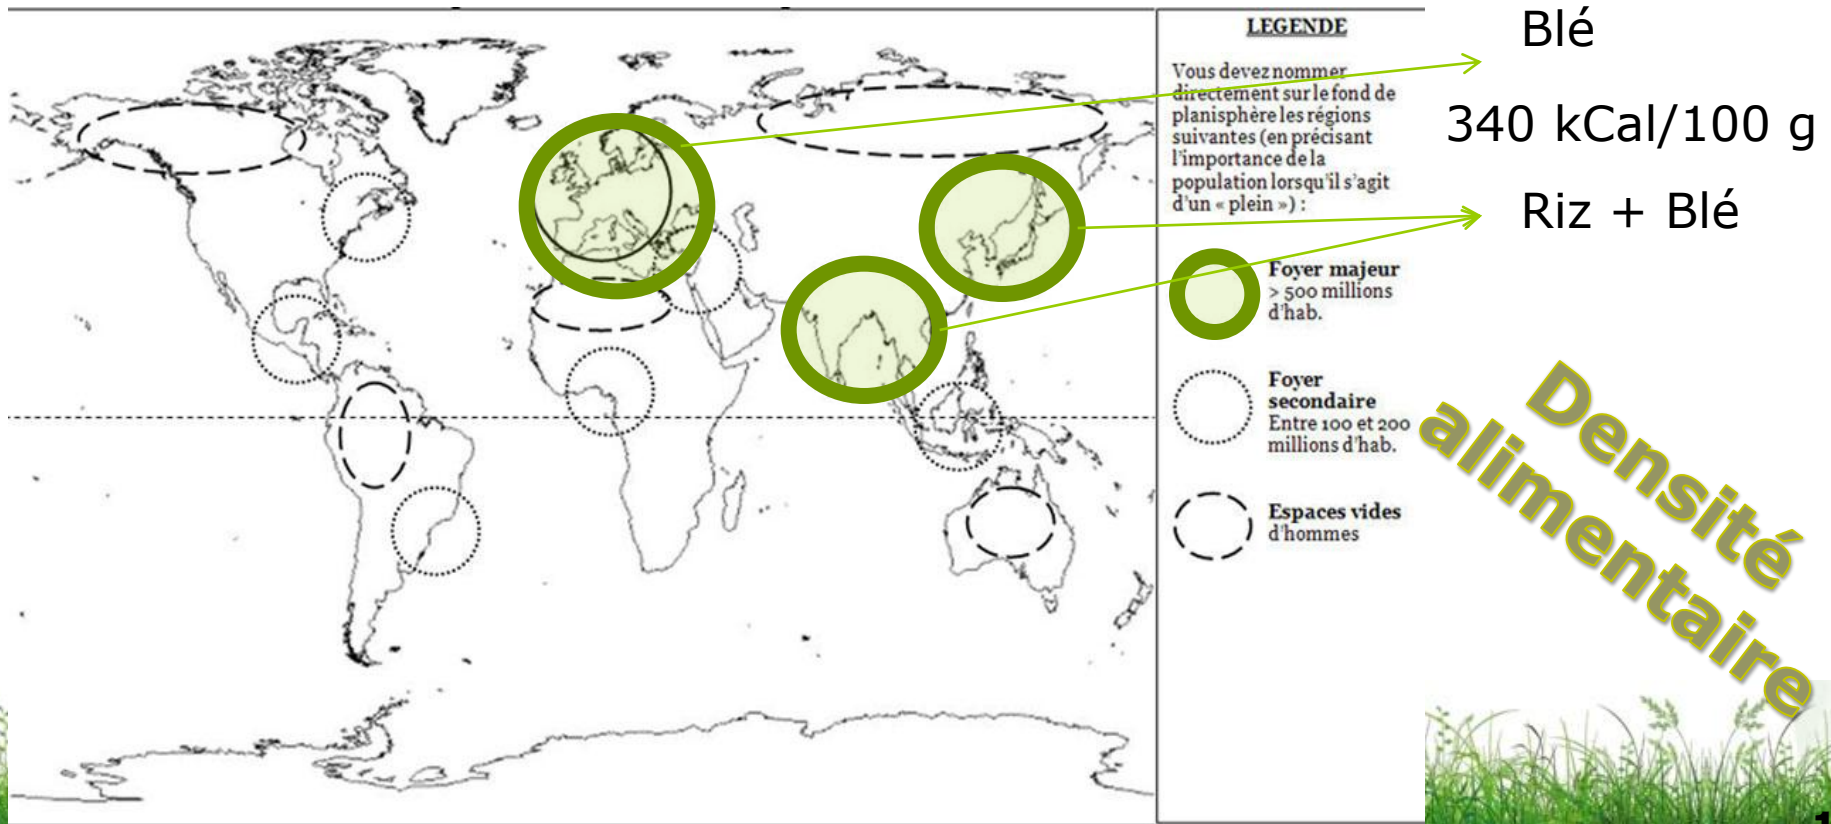 LEGENDE
Vous devez nommer
directement sur le fond de
planisphère les régions
suivantes (en précisant
l'importance de la
population lorsqu'il s'agit
d'un « plein ») :
Foyer majeur
> 500 millions
d'hab.
Foyer
secondaire
Entre 100 et 200
millions d'hab.
Espaces vides
d'hommes
Blé
340 kCal/100 g
Riz + Blé
Densité
alimentaire